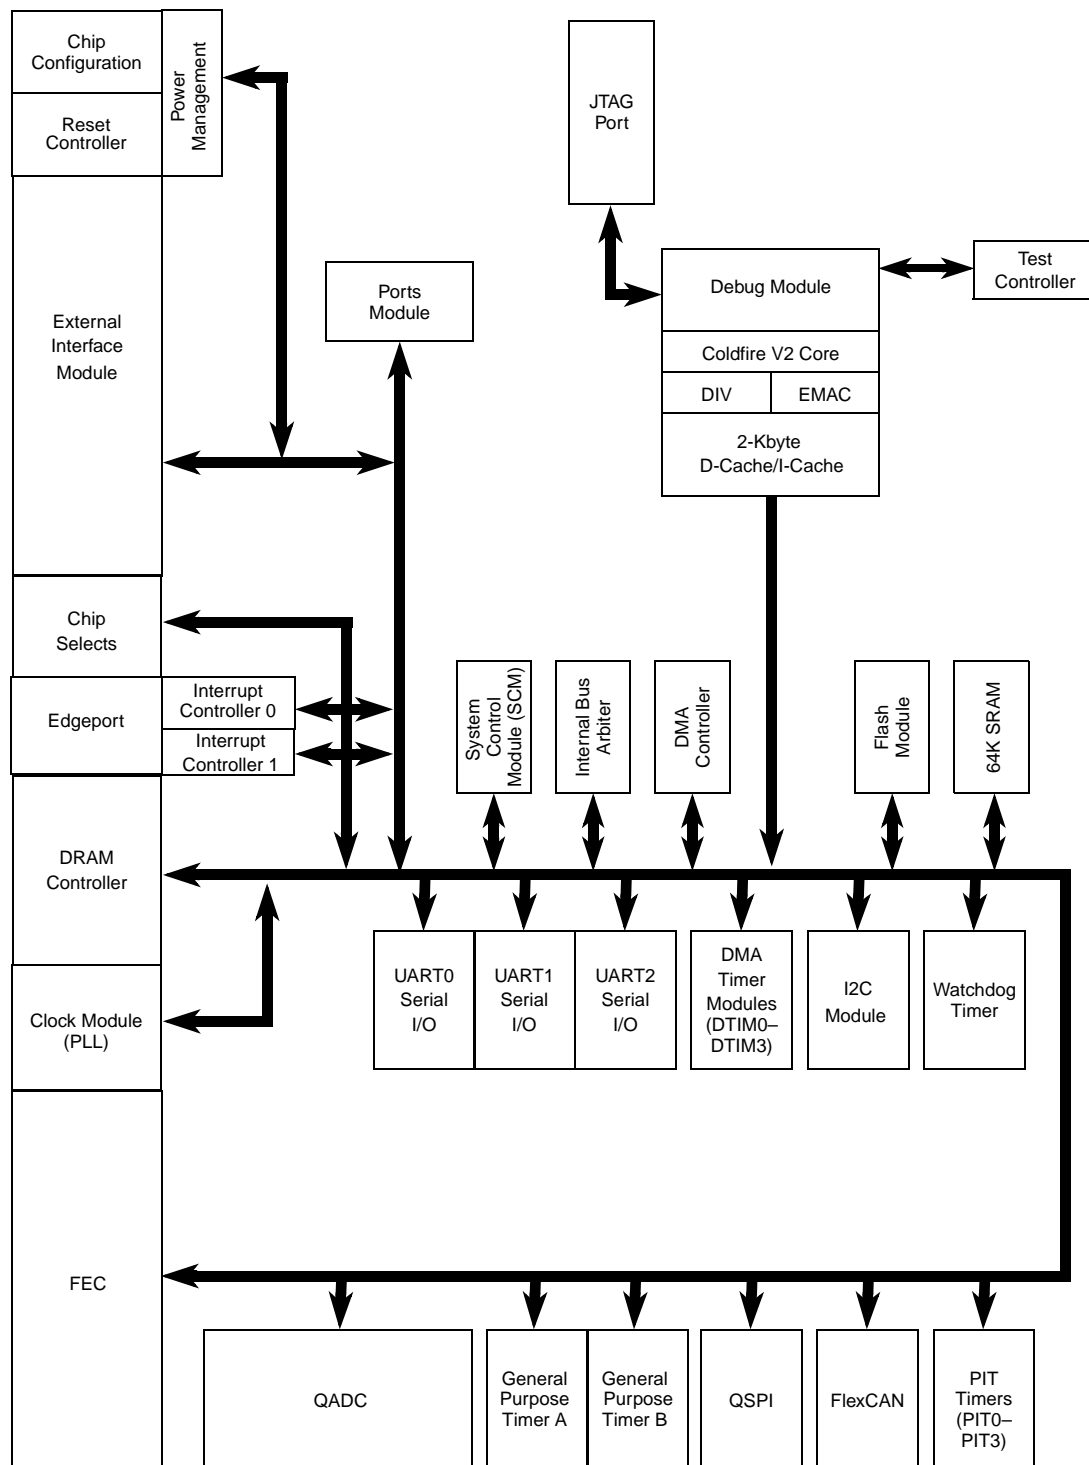 Chip
Configuration
Power
Management
Reset
Controller
JTAG
Port
External
Interface
Module
Ports
Module
Debug Module
Test
Controller
Coldfire V2 Core
DIV
EMAC
2-Kbyte
D-Cache/I-Cache
Chip
Selects
Edgeport
Interrupt
Controller 0
Interrupt
Controller 1
System
Control
Module (SCM)
Internal Bus
Arbiter
DMA
Controller
Flash
Module
64K SRAM
DRAM
Controller
Clock Module
(PLL)
UART0
Serial
I/O
UART1
Serial
I/O
UART2
Serial
I/O
DMA
Timer
Modules
(DTIM0–
DTIM3)
I2C
Module
Watchdog
Timer
FEC
QADC
General
Purpose
Timer A
General
Purpose
Timer B
QSPI
FlexCAN
PIT
Timers
(PIT0–
PIT3)